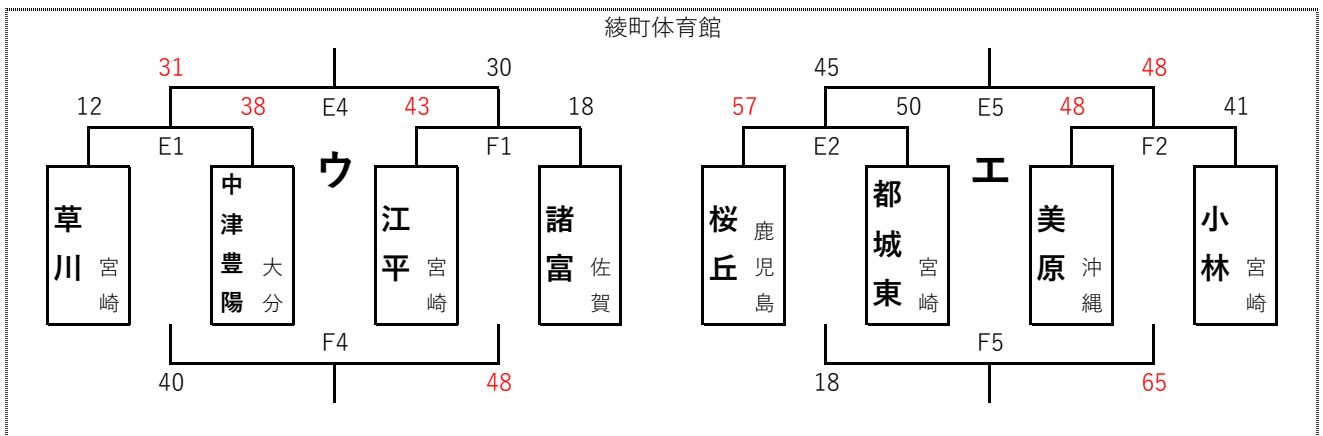 綾町体育館
31 30 45 48
12 38 E4 43 18 57 50 E5 48 41
E1 F1 E2 F2
ウ エ
草川 宮崎
中津豊陽 大分
江平 宮崎
諸富 佐賀
桜丘 鹿児島
都城東 宮崎
美原 沖縄
小林 宮崎
F4 F5
40 48 18 65